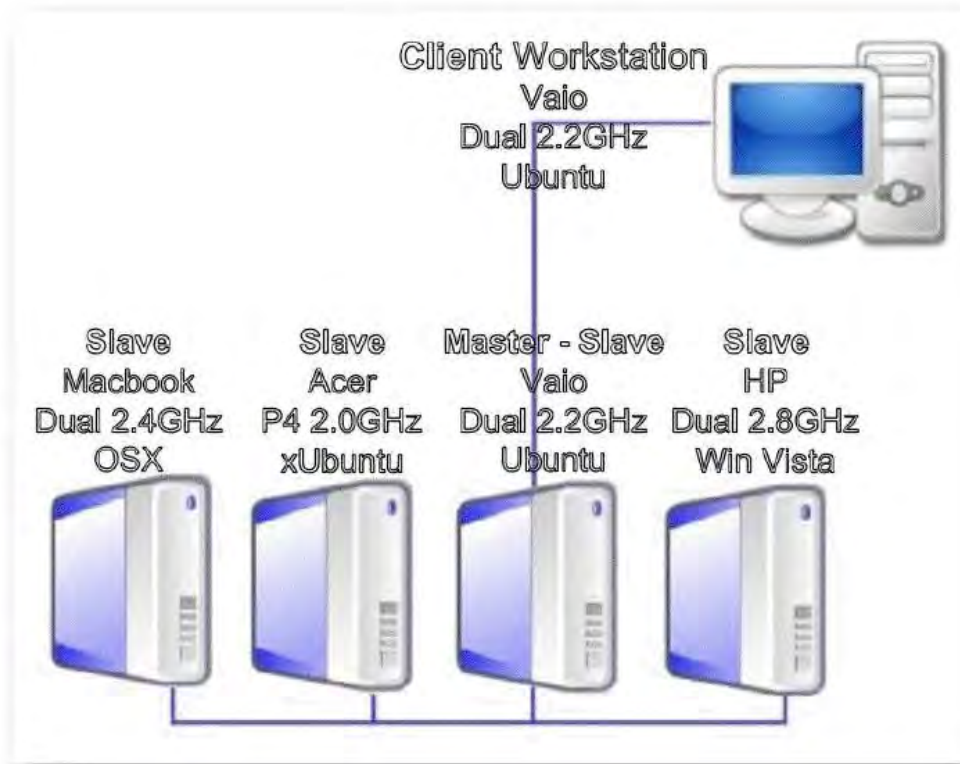 Client Workstation
Vaio
Dual 2.2GHz
Ubuntu
Slave
Macbook
Dual 2.4GHz
OSX
Slave
Acer
P4 2.0GHz
xUbuntu
Master - Slave
Vaio
Dual 2.2GHz
Ubuntu
Slave
HP
Dual 2.8GHz
Win Vista